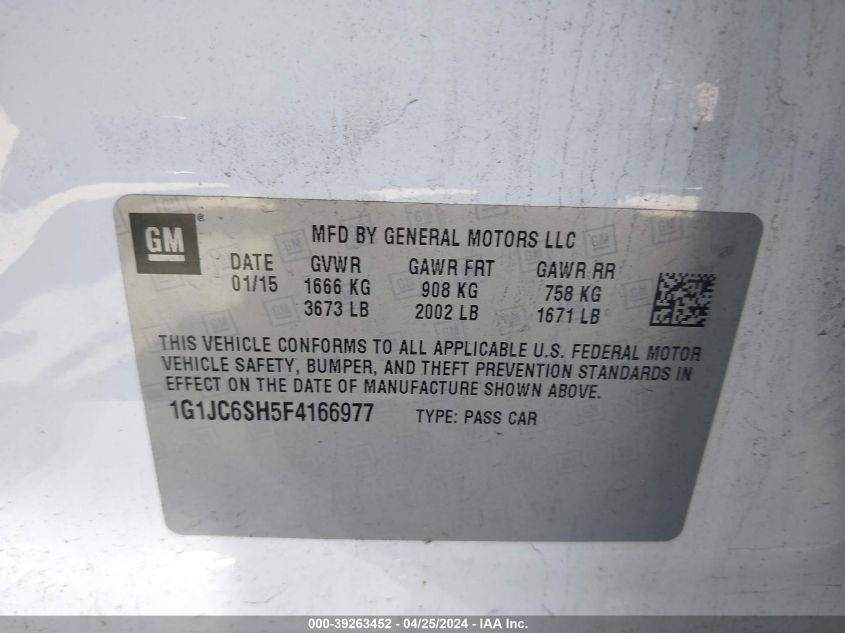 GM ®
MFD BY GENERAL MOTORS LLC
DATE GVWR GAWR FRT GAWR RR
01/15 1666 KG 908 KG 758 KG
3673 LB 2002 LB 1671 LB
THIS VEHICLE CONFORMS TO ALL APPLICABLE U.S. FEDERAL MOTOR
VEHICLE SAFETY, BUMPER, AND THEFT PREVENTION STANDARDS IN
EFFECT ON THE DATE OF MANUFACTURE SHOWN ABOVE.
1G1JC6SH5F4166977 TYPE: PASS CAR
000-39263452 - 04/25/2024 - IAA Inc.